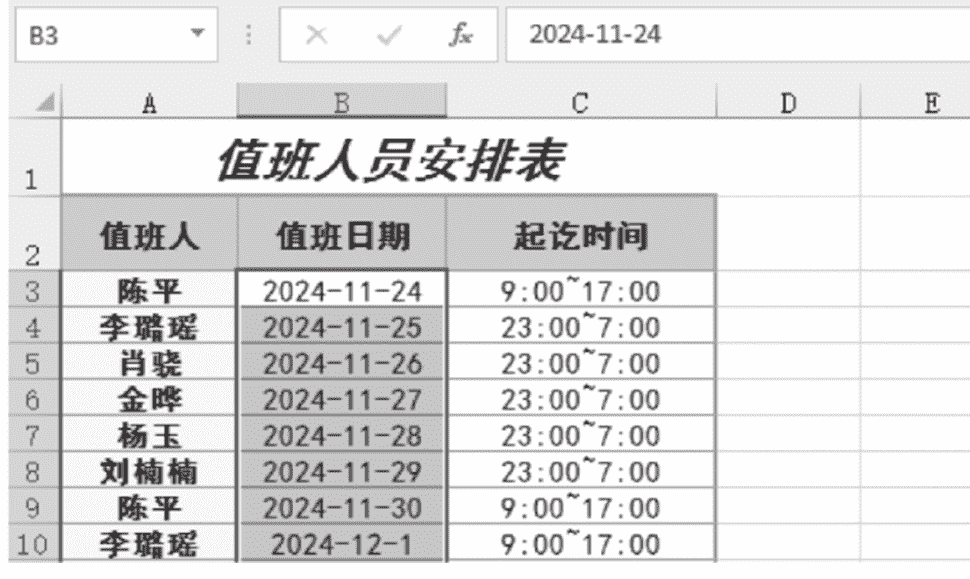 B3 fx 2024-11-24
A B C D E
1 值班人员安排表
2 值班人 值班日期 起讫时间
3 陈平 2024-11-24 9:00~17:00
4 李璐瑶 2024-11-25 23:00~7:00
5 肖骁 2024-11-26 23:00~7:00
6 金晔 2024-11-27 23:00~7:00
7 杨玉 2024-11-28 23:00~7:00
8 刘楠楠 2024-11-29 23:00~7:00
9 陈平 2024-11-30 9:00~17:00
10 李璐瑶 2024-12-1 9:00~17:00